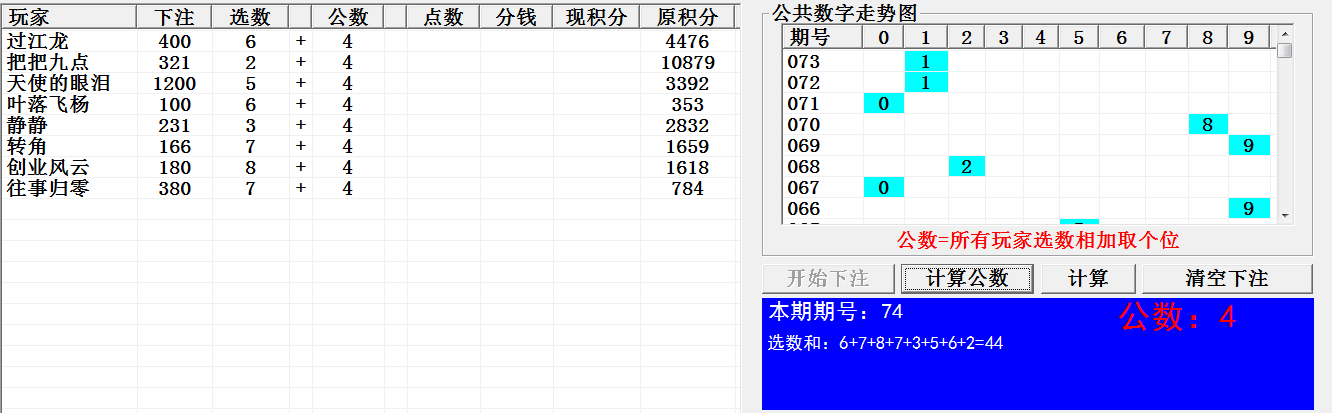 玩家 下注 选数 公数 点数 分钱 现积分 原积分
过江龙 400 6 + 4 4476
把把九点 321 2 + 4 10879
天使的眼泪 1200 5 + 4 3392
叶落飞杨 100 6 + 4 353
静静 231 3 + 4 2832
转角 166 7 + 4 1659
创业风云 180 8 + 4 1618
往事归零 380 7 + 4 784
公共数字走势图
期号 0 1 2 3 4 5 6 7 8 9
073 1
072 1
071 0
070 8
069 9
068 2
067 0
066 9
公数=所有玩家选数相加取个位
开始下注 计算公数 计算 清空下注
本期期号：74 公数：4
选数和：6+7+8+7+3+5+6+2=44